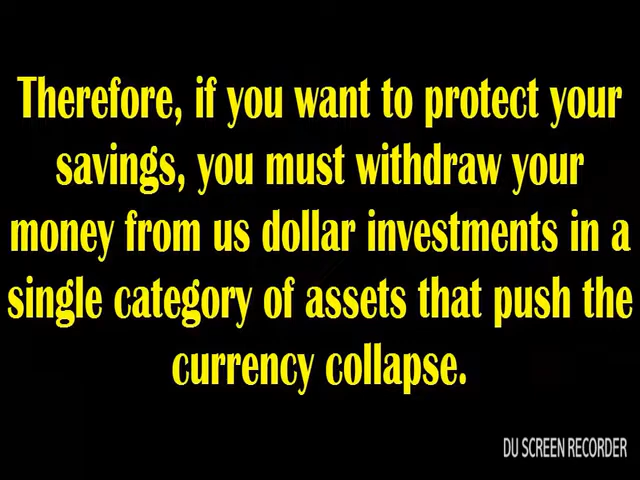 Therefore, if you want to protect your
savings, you must withdraw your
money from us dollar investments in a
single category of assets that push the
currency collapse.
DU SCREEN RECORDER